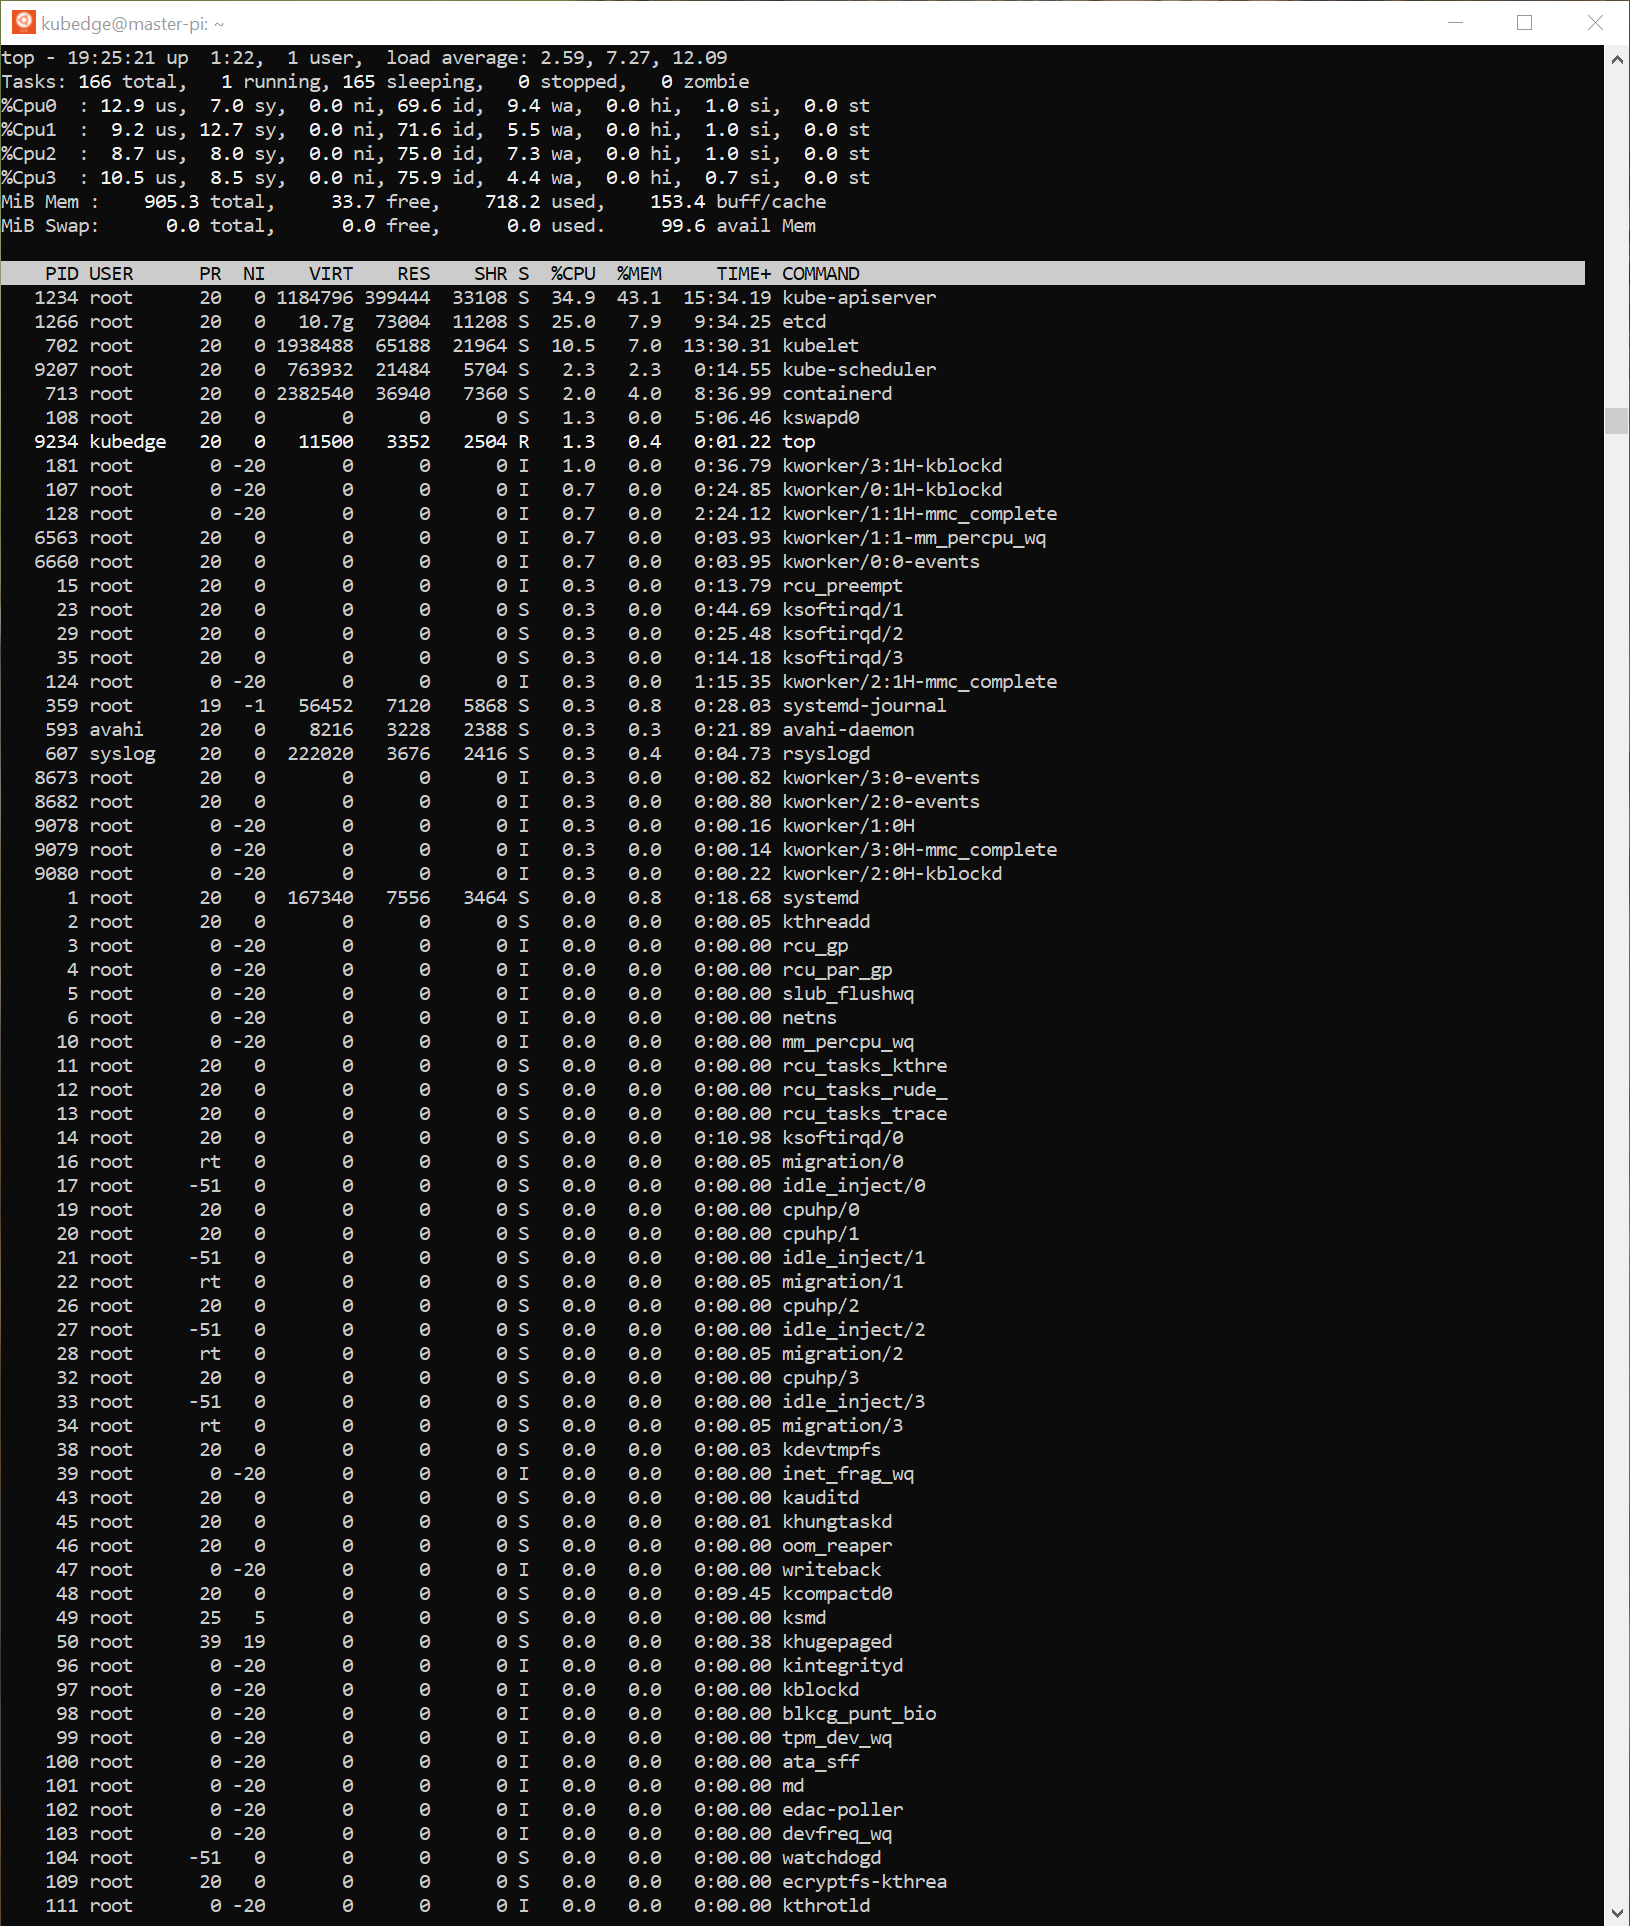 kubedge@master-pi: ~
top - 19:25:21 up  1:22,  1 user,  load average: 2.59, 7.27, 12.09
Tasks: 166 total,   1 running, 165 sleeping,   0 stopped,   0 zombie
%Cpu0  : 12.9 us,  7.0 sy,  0.0 ni, 69.6 id,  9.4 wa,  0.0 hi,  1.0 si,  0.0 st
%Cpu1  :  9.2 us, 12.7 sy,  0.0 ni, 71.6 id,  5.5 wa,  0.0 hi,  1.0 si,  0.0 st
%Cpu2  :  8.7 us,  8.0 sy,  0.0 ni, 75.0 id,  7.3 wa,  0.0 hi,  1.0 si,  0.0 st
%Cpu3  : 10.5 us,  8.5 sy,  0.0 ni, 75.9 id,  4.4 wa,  0.0 hi,  0.7 si,  0.0 st
MiB Mem :    905.3 total,     33.7 free,    718.2 used,    153.4 buff/cache
MiB Swap:      0.0 total,      0.0 free,      0.0 used.     99.6 avail Mem
PID USER      PR  NI    VIRT    RES    SHR S  %CPU  %MEM     TIME+ COMMAND
1234 root      20   0 1184796 399444  33108 S  34.9  43.1  15:34.19 kube-apiserver
1266 root      20   0   10.7g  73004  11208 S  25.0   7.9   9:34.25 etcd
702 root      20   0 1938488  65188  21964 S  10.5   7.0  13:30.31 kubelet
9207 root      20   0  763932  21484   5704 S   2.3   2.3   0:14.55 kube-scheduler
713 root      20   0 2382540  36940   7360 S   2.0   4.0   8:36.99 containerd
108 root      20   0       0      0      0 S   1.3   0.0   5:06.46 kswapd0
9234 kubedge   20   0   11500   3352   2504 R   1.3   0.4   0:01.22 top
181 root       0 -20       0      0      0 I   1.0   0.0   0:36.79 kworker/3:1H-kblockd
107 root       0 -20       0      0      0 I   0.7   0.0   0:24.85 kworker/0:1H-kblockd
128 root       0 -20       0      0      0 I   0.7   0.0   2:24.12 kworker/1:1H-mmc_complete
6563 root      20   0       0      0      0 I   0.7   0.0   0:03.93 kworker/1:1-mm_percpu_wq
6660 root      20   0       0      0      0 I   0.7   0.0   0:03.95 kworker/0:0-events
15 root      20   0       0      0      0 I   0.3   0.0   0:13.79 rcu_preempt
23 root      20   0       0      0      0 S   0.3   0.0   0:44.69 ksoftirqd/1
29 root      20   0       0      0      0 S   0.3   0.0   0:25.48 ksoftirqd/2
35 root      20   0       0      0      0 S   0.3   0.0   0:14.18 ksoftirqd/3
124 root       0 -20       0      0      0 I   0.3   0.0   1:15.35 kworker/2:1H-mmc_complete
359 root      19  -1   56452   7120   5868 S   0.3   0.8   0:28.03 systemd-journal
593 avahi     20   0    8216   3228   2388 S   0.3   0.3   0:21.89 avahi-daemon
607 syslog    20   0  222020   3676   2416 S   0.3   0.4   0:04.73 rsyslogd
8673 root      20   0       0      0      0 I   0.3   0.0   0:00.82 kworker/3:0-events
8682 root      20   0       0      0      0 I   0.3   0.0   0:00.80 kworker/2:0-events
9078 root       0 -20       0      0      0 I   0.3   0.0   0:00.16 kworker/1:0H
9079 root       0 -20       0      0      0 I   0.3   0.0   0:00.14 kworker/3:0H-mmc_complete
9080 root       0 -20       0      0      0 I   0.3   0.0   0:00.22 kworker/2:0H-kblockd
1 root      20   0  167340   7556   3464 S   0.0   0.8   0:18.68 systemd
2 root      20   0       0      0      0 S   0.0   0.0   0:00.05 kthreadd
3 root       0 -20       0      0      0 I   0.0   0.0   0:00.00 rcu_gp
4 root       0 -20       0      0      0 I   0.0   0.0   0:00.00 rcu_par_gp
5 root       0 -20       0      0      0 I   0.0   0.0   0:00.00 slub_flushwq
6 root       0 -20       0      0      0 I   0.0   0.0   0:00.00 netns
10 root       0 -20       0      0      0 I   0.0   0.0   0:00.00 mm_percpu_wq
11 root      20   0       0      0      0 S   0.0   0.0   0:00.00 rcu_tasks_kthre
12 root      20   0       0      0      0 S   0.0   0.0   0:00.00 rcu_tasks_rude_
13 root      20   0       0      0      0 S   0.0   0.0   0:00.00 rcu_tasks_trace
14 root      20   0       0      0      0 S   0.0   0.0   0:10.98 ksoftirqd/0
16 root      rt   0       0      0      0 S   0.0   0.0   0:00.05 migration/0
17 root     -51   0       0      0      0 S   0.0   0.0   0:00.00 idle_inject/0
19 root      20   0       0      0      0 S   0.0   0.0   0:00.00 cpuhp/0
20 root      20   0       0      0      0 S   0.0   0.0   0:00.00 cpuhp/1
21 root     -51   0       0      0      0 S   0.0   0.0   0:00.00 idle_inject/1
22 root      rt   0       0      0      0 S   0.0   0.0   0:00.05 migration/1
26 root      20   0       0      0      0 S   0.0   0.0   0:00.00 cpuhp/2
27 root     -51   0       0      0      0 S   0.0   0.0   0:00.00 idle_inject/2
28 root      rt   0       0      0      0 S   0.0   0.0   0:00.05 migration/2
32 root      20   0       0      0      0 S   0.0   0.0   0:00.00 cpuhp/3
33 root     -51   0       0      0      0 S   0.0   0.0   0:00.00 idle_inject/3
34 root      rt   0       0      0      0 S   0.0   0.0   0:00.05 migration/3
38 root      20   0       0      0      0 S   0.0   0.0   0:00.03 kdevtmpfs
39 root       0 -20       0      0      0 I   0.0   0.0   0:00.00 inet_frag_wq
43 root      20   0       0      0      0 S   0.0   0.0   0:00.00 kauditd
45 root      20   0       0      0      0 S   0.0   0.0   0:00.01 khungtaskd
46 root      20   0       0      0      0 S   0.0   0.0   0:00.00 oom_reaper
47 root       0 -20       0      0      0 I   0.0   0.0   0:00.00 writeback
48 root      20   0       0      0      0 S   0.0   0.0   0:09.45 kcompactd0
49 root      25   5       0      0      0 S   0.0   0.0   0:00.00 ksmd
50 root      39  19       0      0      0 S   0.0   0.0   0:00.38 khugepaged
96 root       0 -20       0      0      0 I   0.0   0.0   0:00.00 kintegrityd
97 root       0 -20       0      0      0 I   0.0   0.0   0:00.00 kblockd
98 root       0 -20       0      0      0 I   0.0   0.0   0:00.00 blkcg_punt_bio
99 root       0 -20       0      0      0 I   0.0   0.0   0:00.00 tpm_dev_wq
100 root       0 -20       0      0      0 I   0.0   0.0   0:00.00 ata_sff
101 root       0 -20       0      0      0 I   0.0   0.0   0:00.00 md
102 root       0 -20       0      0      0 I   0.0   0.0   0:00.00 edac-poller
103 root       0 -20       0      0      0 I   0.0   0.0   0:00.00 devfreq_wq
104 root     -51   0       0      0      0 S   0.0   0.0   0:00.00 watchdogd
109 root      20   0       0      0      0 S   0.0   0.0   0:00.00 ecryptfs-kthrea
111 root       0 -20       0      0      0 I   0.0   0.0   0:00.00 kthrotld